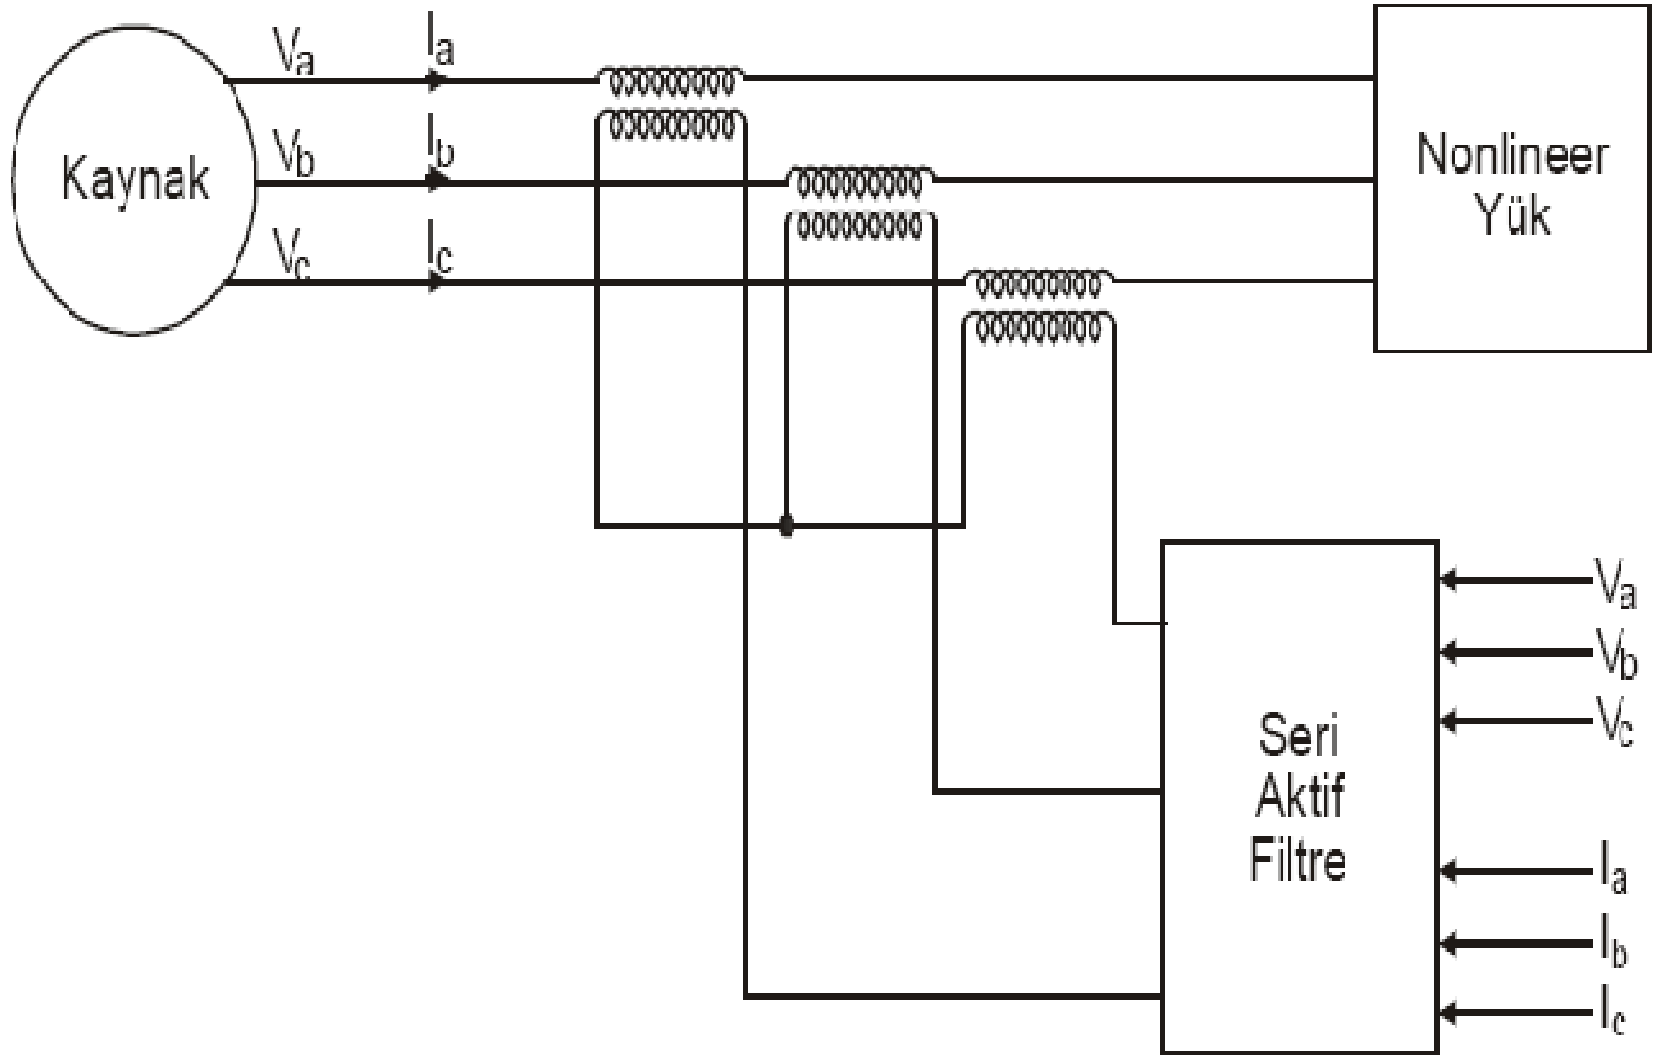 Kaynak
Va
Ia
Vb
Ib
Vc
Ic
Nonlineer
Yük
Seri
Aktif
Filtre
Va
Vb
Vc
Ia
Ib
Ic